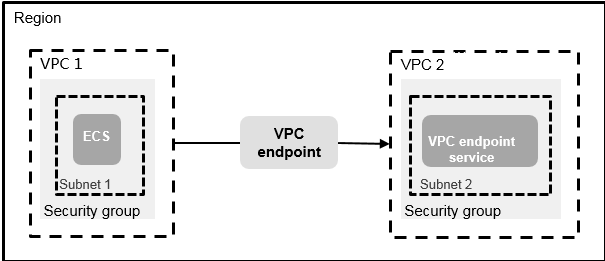 Region
VPC 1
ECS
Subnet 1
Security group
VPC
endpoint
VPC 2
VPC endpoint
service
Subnet 2
Security group